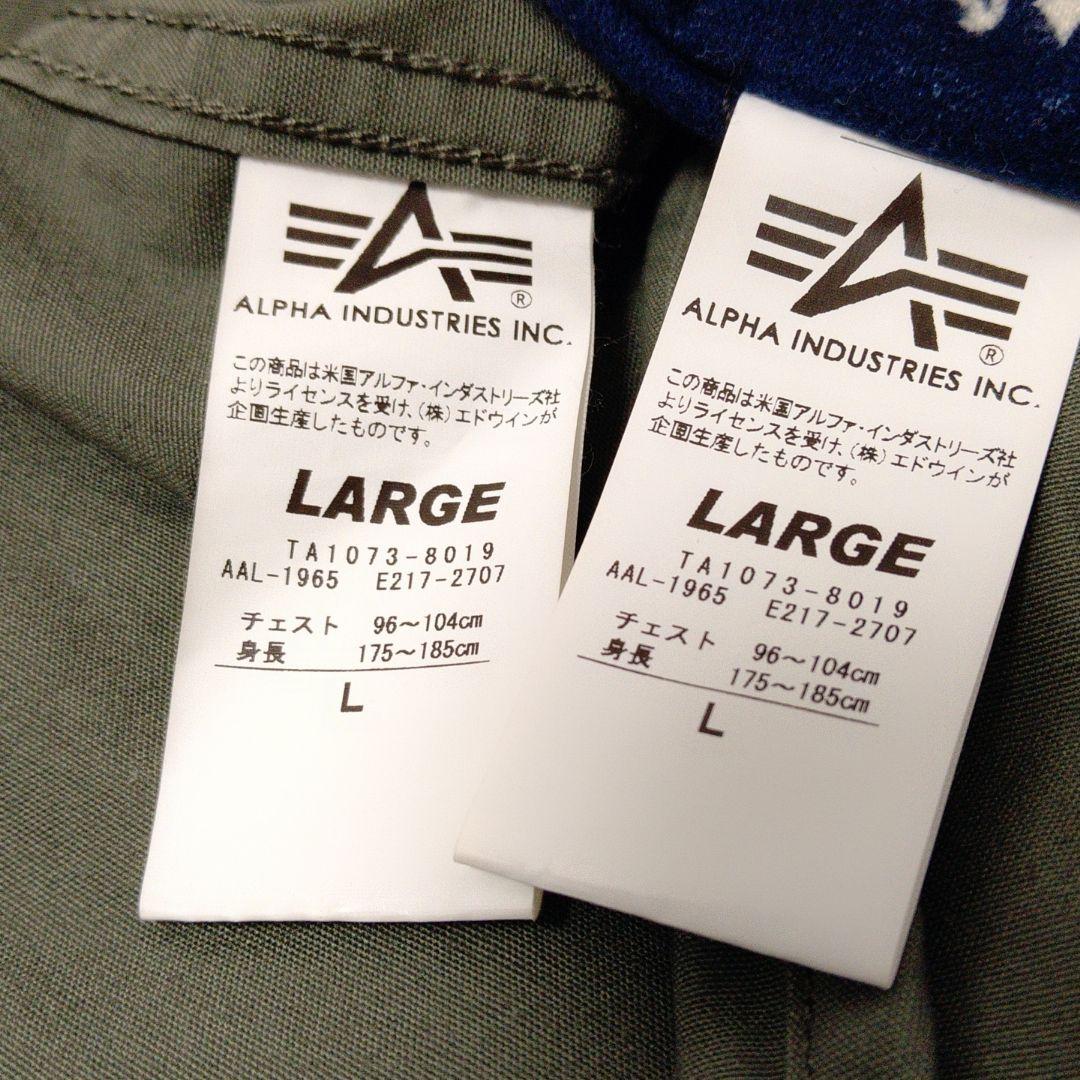 ®
ALPHA INDUSTRIES INC.
この商品は米国アルファ・インダストリーズ社
よりライセンスを受け、(株)エドウインが
企画生産したものです。
LARGE
TA1073-8019
AAL-1965 E217-2707
チェスト 96～104cm
身長 175～185cm
L
®
ALPHA INDUSTRIES INC.
この商品は米国アルファ・インダストリーズ社
よりライセンスを受け、(株)エドウインが
企画生産したものです。
LARGE
TA1073-8019
AAL-1965 E217-2707
チェスト 96～104cm
身長 175～185cm
L